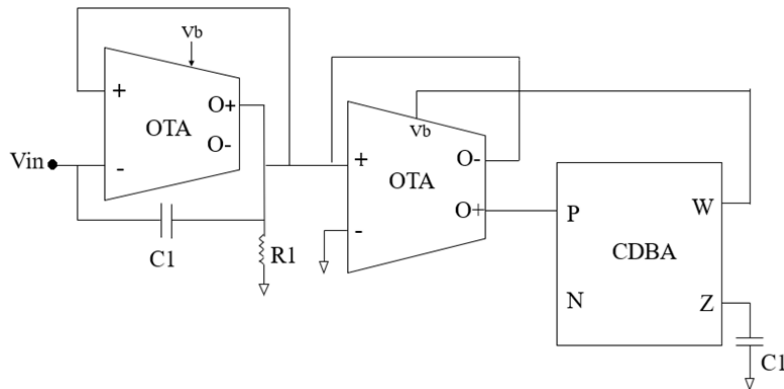 Vb
+
OTA
O+
O-
Vin
-
C1
R1
Vb
+
OTA
O-
O+
-
P
W
CDBA
N
Z
C1